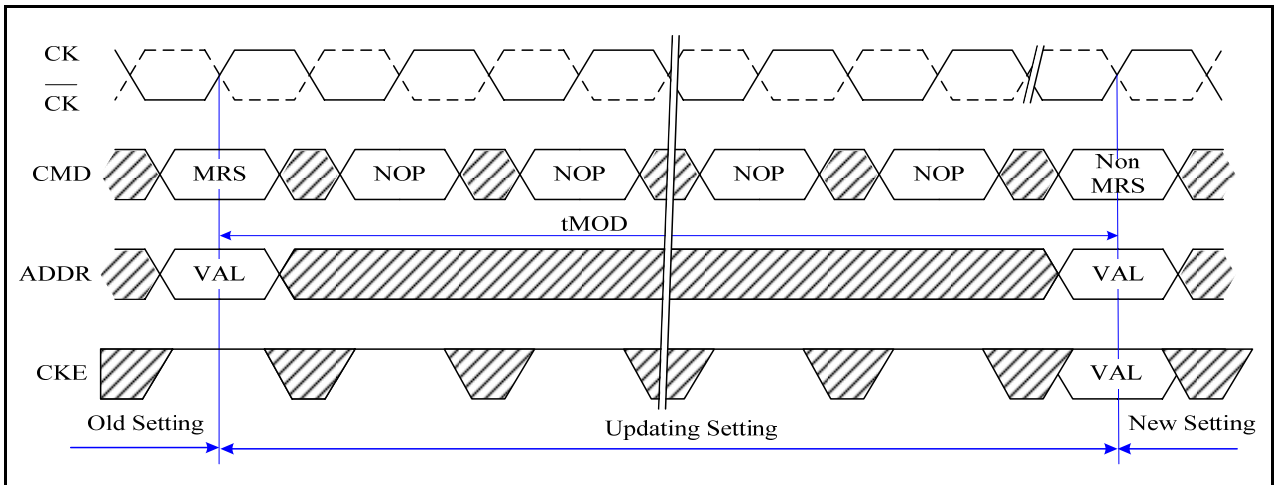 CK
CK
CMD MRS NOP NOP NOP NOP Non
MRS
tMOD
ADDR VAL VAL
CKE VAL
Old Setting Updating Setting New Setting